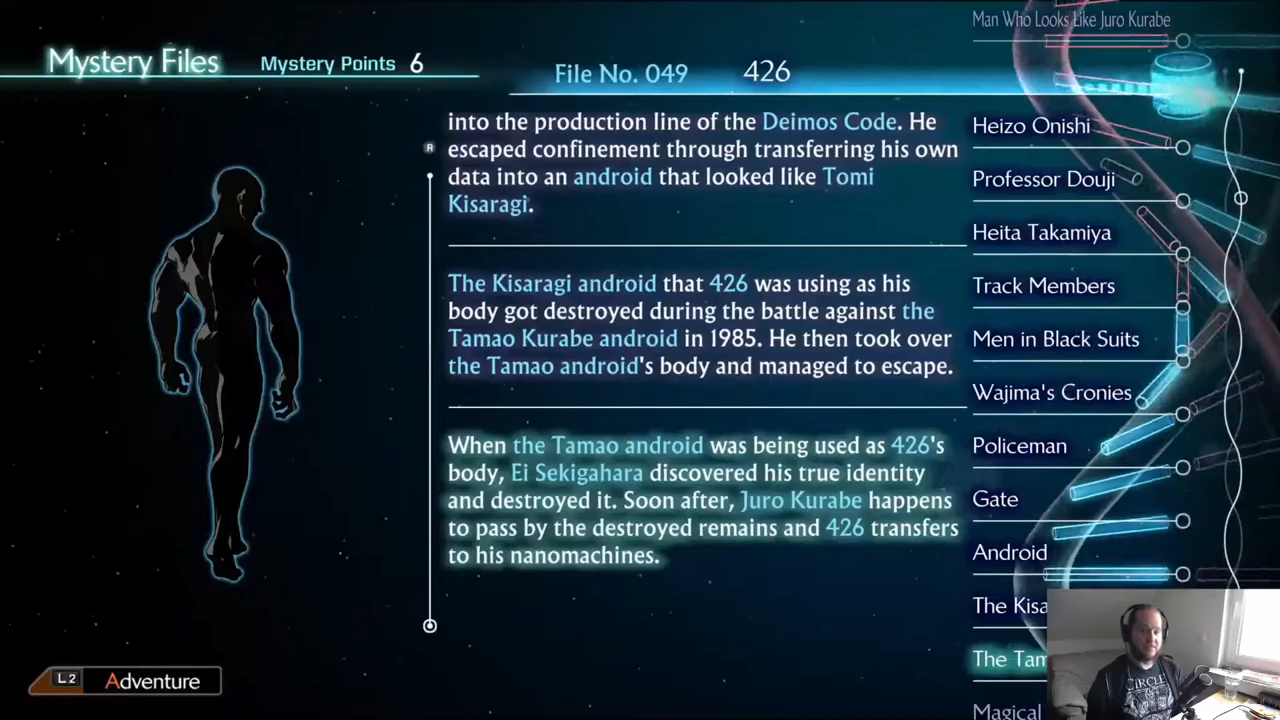 Man Who Looks Like Juro Kurabe
Mystery Files
Mystery Points 6
File No. 049
426
into the production line of the Deimos Code. He
escaped confinement through transferring his own
data into an android that looked like Tomi
Kisaragi.
The Kisaragi android that 426 was using as his
body got destroyed during the battle against the
Tamao Kurabe android in 1985. He then took over
the Tamao android's body and managed to escape.
When the Tamao android was being used as 426's
body, Ei Sekigahara discovered his true identity
and destroyed it. Soon after, Juro Kurabe happens
to pass by the destroyed remains and 426 transfers
to his nanomachines.
R
Heizo Onishi
Professor Douji
Heita Takamiya
Track Members
Men in Black Suits
Wajima's Cronies
Policeman
Gate
Android
The Kisa
The Tam
Magical
L2 Adventure
CIRCLE